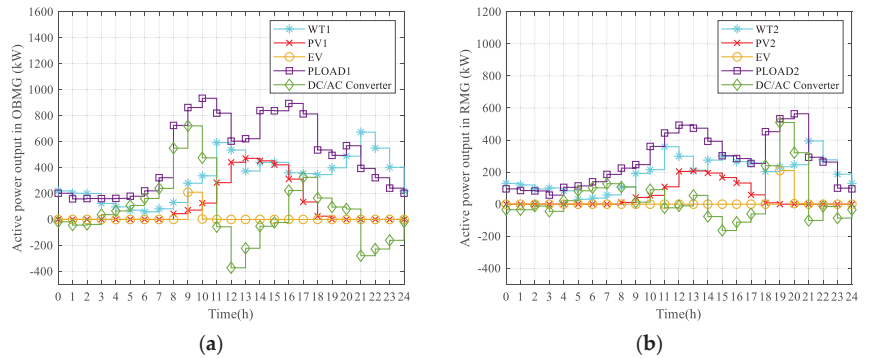 1200
1000
800
600
400
200
0
-200
-400
Active power output in OBMG (kW)
WT1
PV1
EV
PLOAD1
DC/AC Converter
0 1 2 3 4 5 6 7 8 9 10 11 12 13 14 15 16 17 18 19 20 21 22 23 24
Time(h)
(a)
1600
1400
1200
1000
800
600
400
200
0
-200
-400
Active power output in RMG (kW)
WT2
PV2
EV
PLOAD2
DC/AC Converter
0 1 2 3 4 5 6 7 8 9 10 11 12 13 14 15 16 17 18 19 20 21 22 23 24
Time(h)
(b)